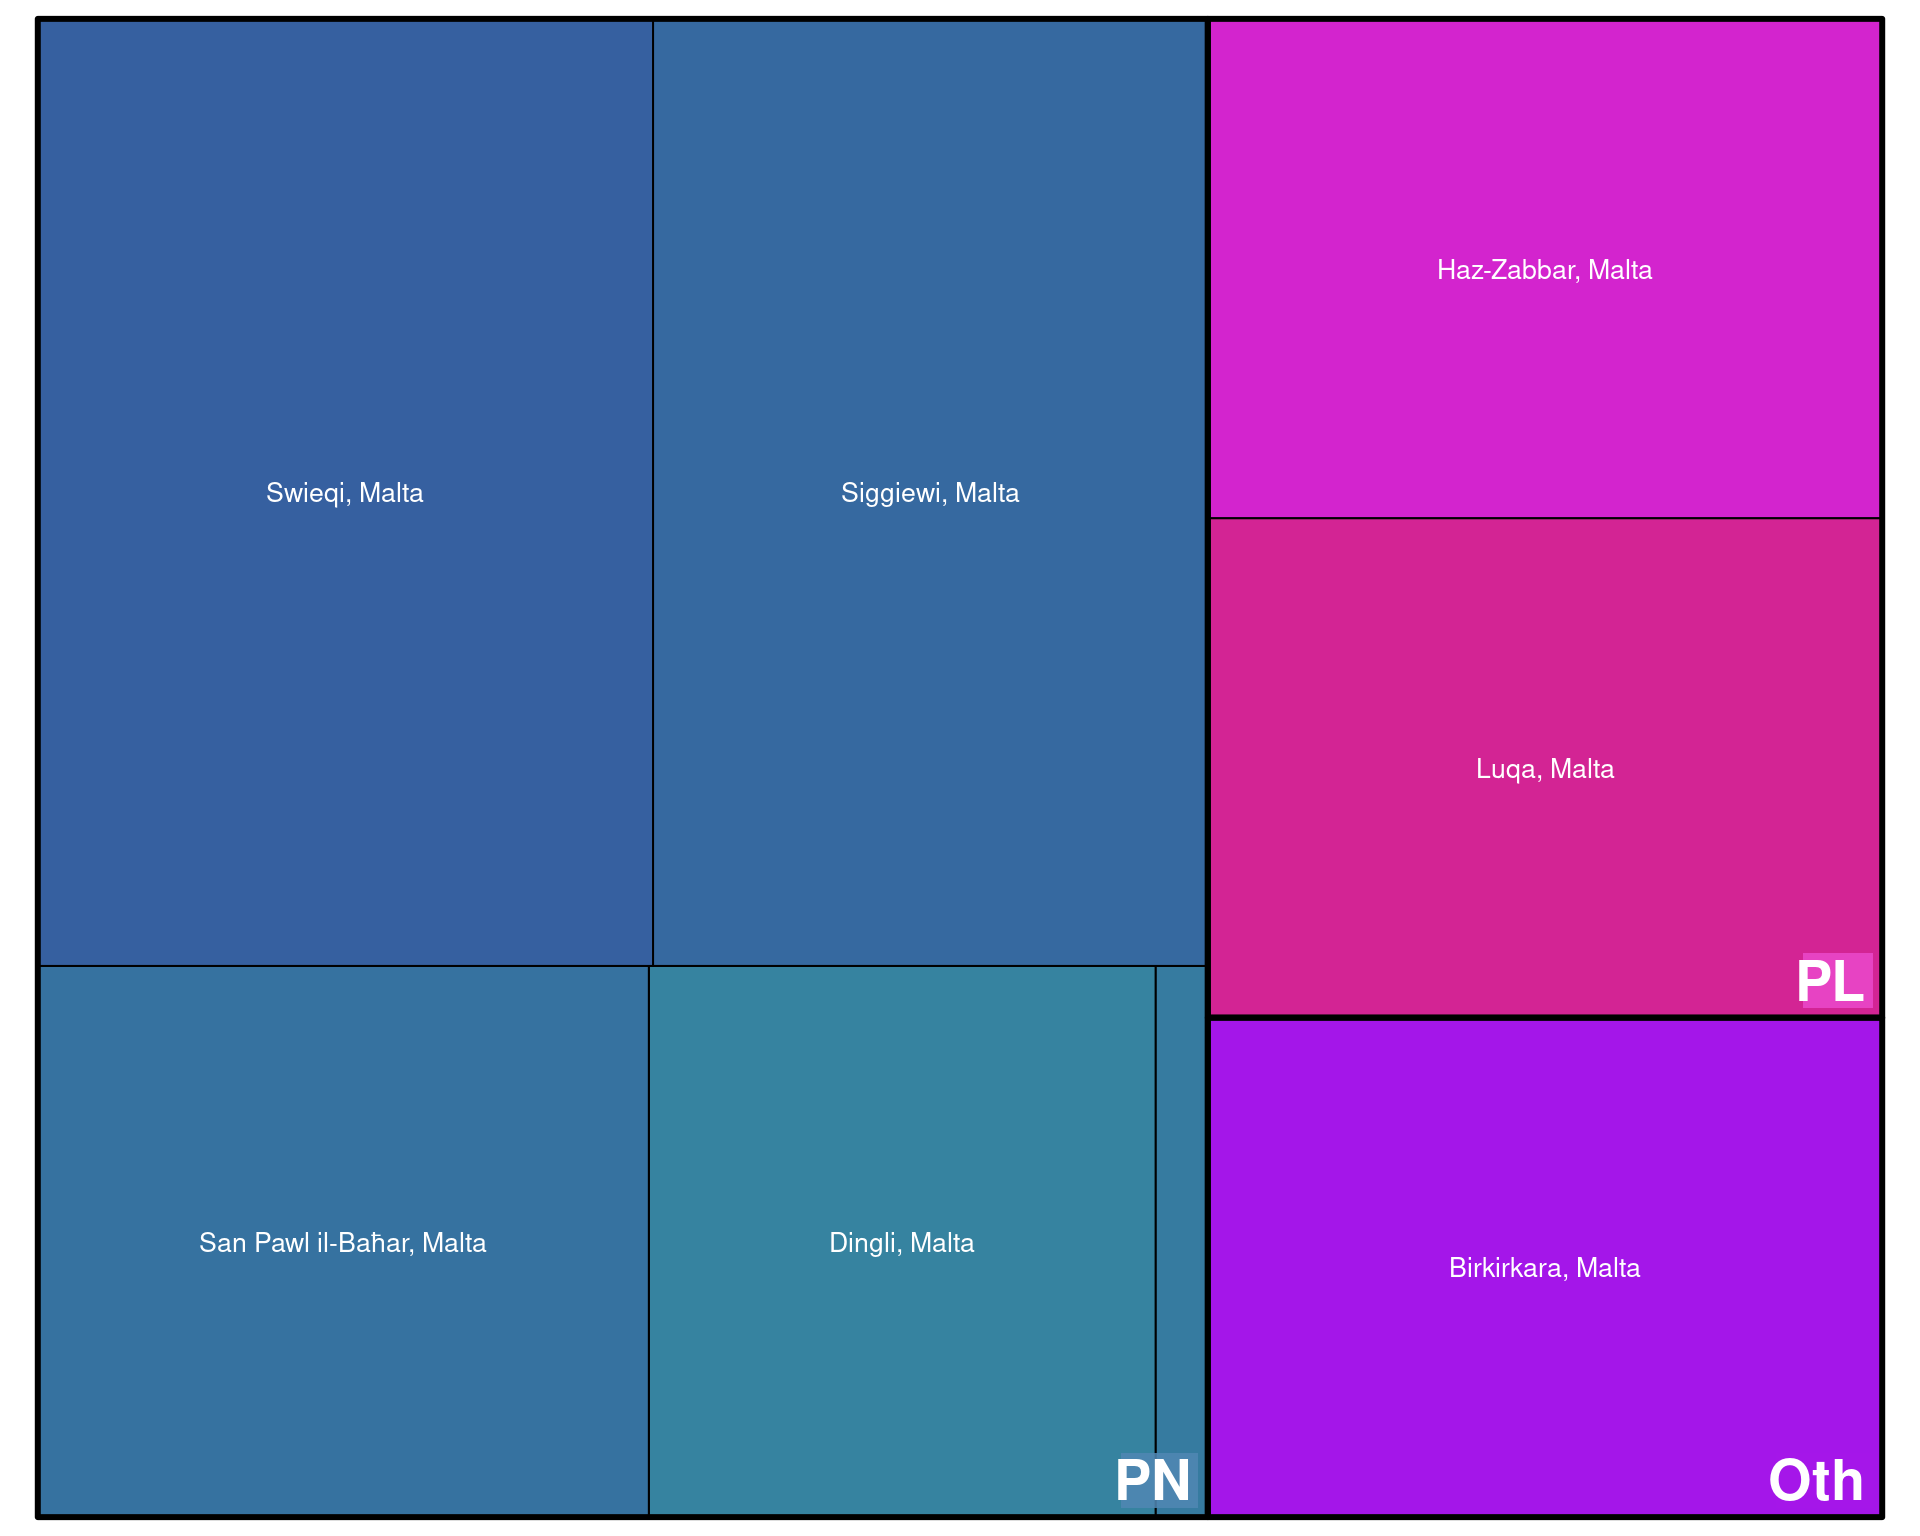 Swieqi, Malta
Siggiewi, Malta
Haz-Zabbar, Malta
Luqa, Malta
PL
San Pawl il-Baħar, Malta
Dingli, Malta
PN
Birkirkara, Malta
Oth